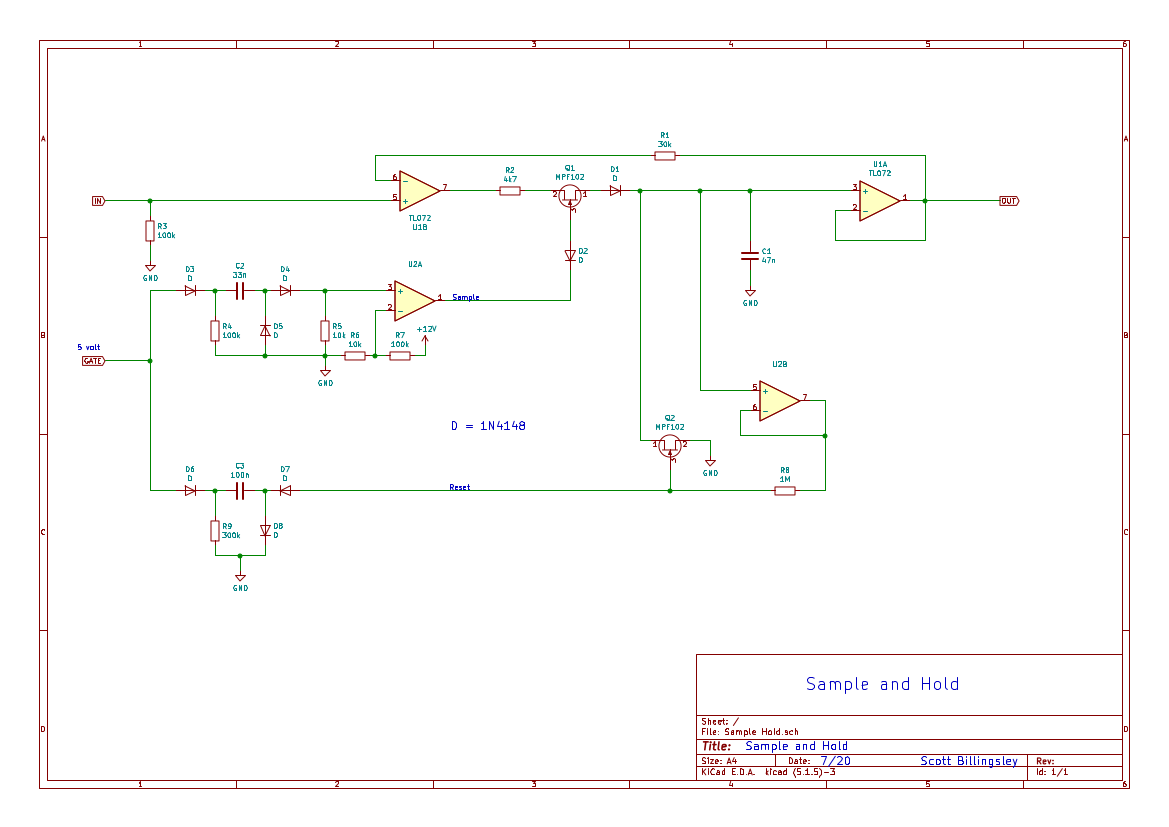 1 2 3 4 5 6
A A
B B
C C
D D
R1
30k
U1A
TL072
3
+
2
−
1
OUT
6
−
5
+
7
TL072
U1B
R2
4k7
Q1
MPF102
2 1
3
D1
D
IN
R3
100k
GND
D2
D
C1
47n
GND
D3
D
C2
33n
D4
D
U2A
3
+
2
−
1
Sample
R4
100k
D5
D
R5
10k
R6
10k
R7
100k
+12V
GND
5 volt
GATE
D = 1N4148
U2B
5
+
6
−
7
Q2
MPF102
1 2
3
GND
R8
1M
D6
D
C3
100n
D7
D
Reset
R9
300k
D8
D
GND
Sample and Hold
Sheet: /
File: Sample Hold.sch
Title: Sample and Hold
Size: A4 Date: 7/20 Scott Billingsley Rev:
KiCad E.D.A. kicad (5.1.5)-3 Id: 1/1
1 2 3 4 5 6